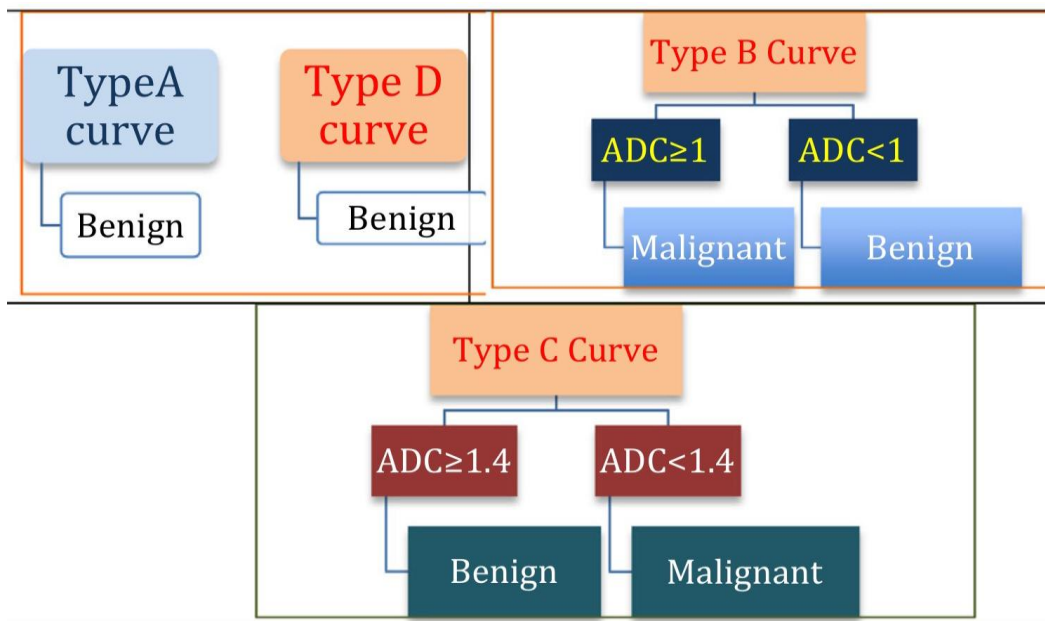 TypeA
curve
Benign
Type D
curve
Benign
Type B Curve
ADC≥1
ADC<1
Malignant
Benign
Type C Curve
ADC≥1.4
ADC<1.4
Benign
Malignant